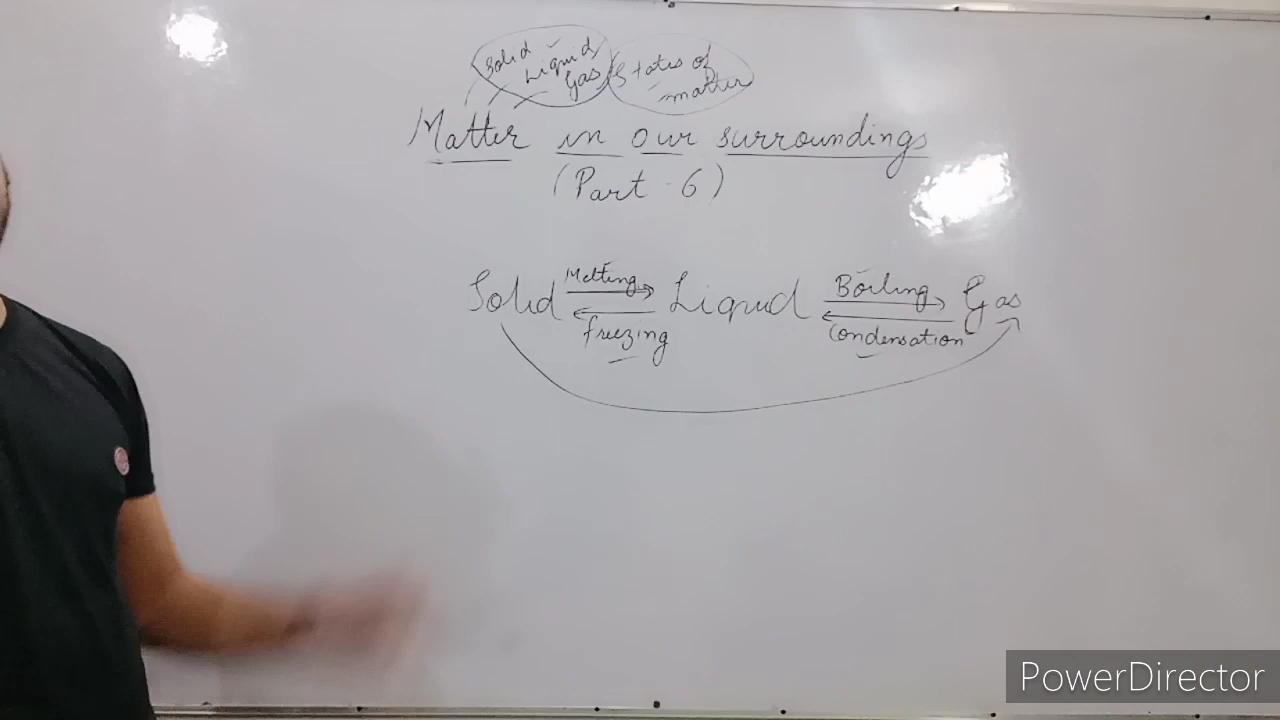 Solid
Liquid
Gas
States of
matter
Matter in our surroundings
(Part - 6)
Solid Melting Liquid Boiling Gas
freezing Condensation
PowerDirector